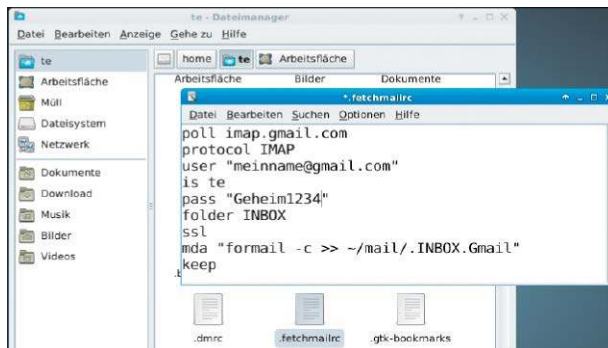 te - Dateimanager
Datei Bearbeiten Anzeige Gehe zu Hilfe
te
Arbeitsfläche
Müll
Dateisystem
Netzwerk
Dokumente
Download
Musik
Bilder
Videos
home te Arbeitsfläche
Arbeitsfläche Bilder Dokumente
*.fetchmailrc
Datei Bearbeiten Suchen Optionen Hilfe
poll imap.gmail.com
protocol IMAP
user "meinname@gmail.com"
is te
pass "Geheim1234"
folder INBOX
ssl
mda "formail -c >> ~/mail/.INBOX.Gmail"
keep
.dmrc .fetchmailrc .gtk-bookmarks